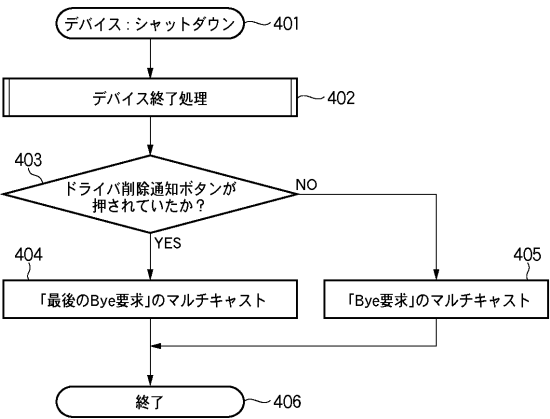 デバイス：シャットダウン 401
デバイス終了処理 402
403
ドライバ削除通知ボタンが
押されていたか？
NO
YES
404
「最後のBye要求」のマルチキャスト
405
「Bye要求」のマルチキャスト
終了 406